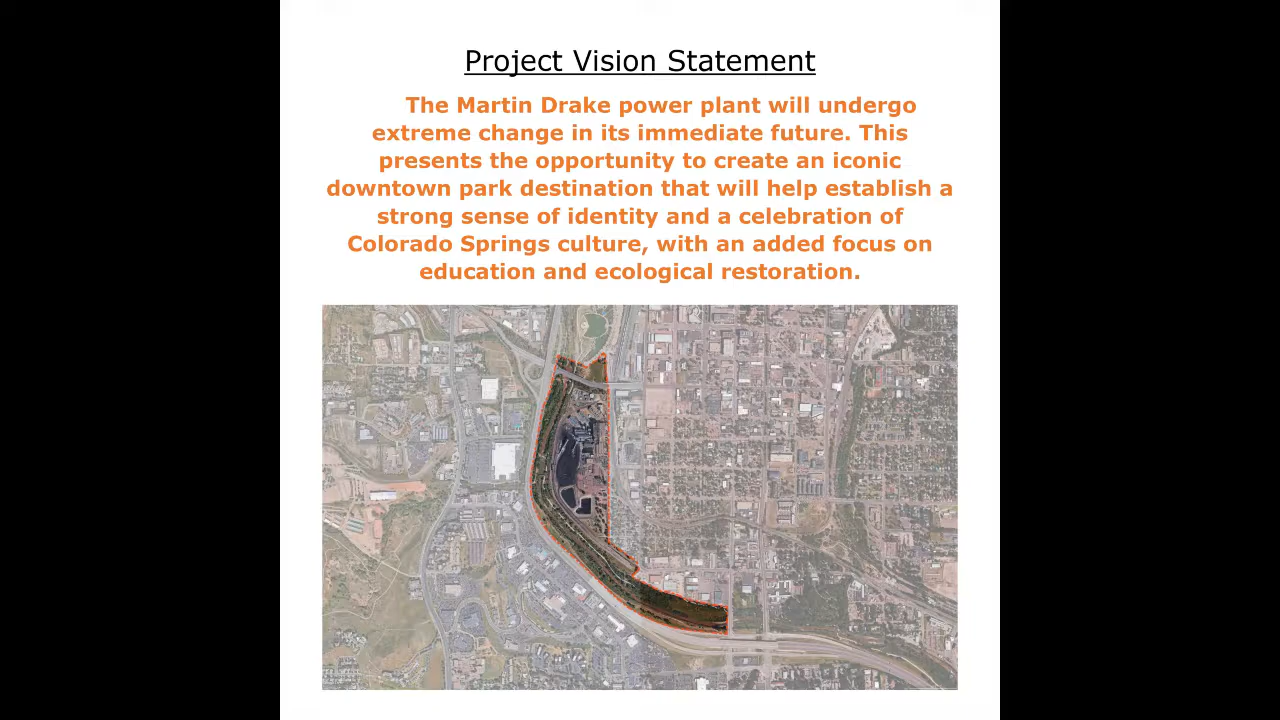 Project Vision Statement
The Martin Drake power plant will undergo
extreme change in its immediate future. This
presents the opportunity to create an iconic
downtown park destination that will help establish a
strong sense of identity and a celebration of
Colorado Springs culture, with an added focus on
education and ecological restoration.